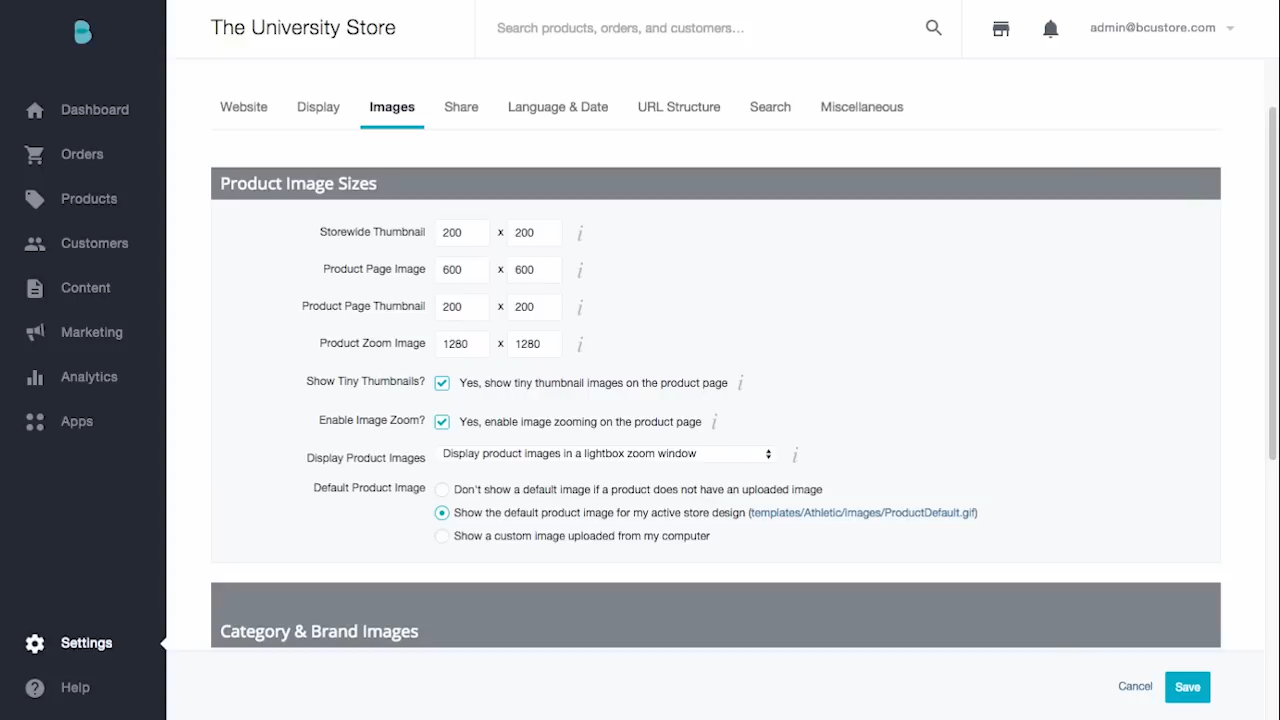 The University Store
Search products, orders, and customers...
admin@bcustore.com
Dashboard
Orders
Products
Customers
Content
Marketing
Analytics
Apps
Settings
Help
Website Display Images Share Language & Date URL Structure Search Miscellaneous
Product Image Sizes
Storewide Thumbnail 200 x 200 i
Product Page Image 600 x 600 i
Product Page Thumbnail 200 x 200 i
Product Zoom Image 1280 x 1280 i
Show Tiny Thumbnails? Yes, show tiny thumbnail images on the product page i
Enable Image Zoom? Yes, enable image zooming on the product page i
Display Product Images Display product images in a lightbox zoom window i
Default Product Image Don't show a default image if a product does not have an uploaded image
Show the default product image for my active store design (templates/Athletic/images/ProductDefault.gif)
Show a custom image uploaded from my computer
Category & Brand Images
Cancel Save